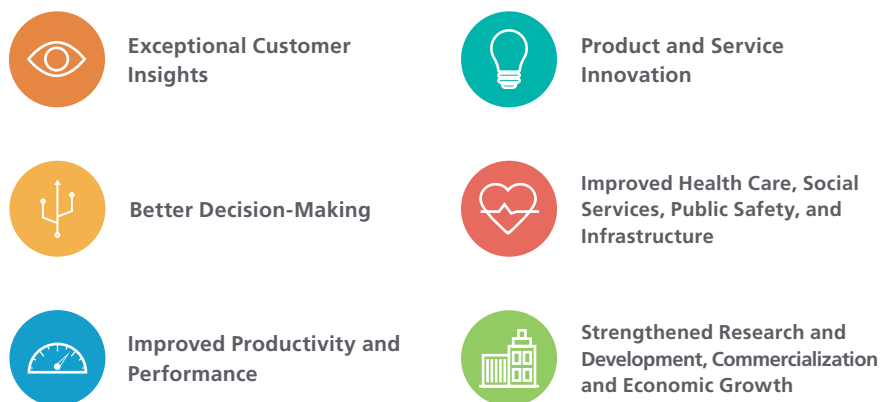 Exceptional Customer
Insights
Product and Service
Innovation
Better Decision-Making
Improved Health Care, Social
Services, Public Safety, and
Infrastructure
Improved Productivity and
Performance
Strengthened Research and
Development, Commercialization
and Economic Growth